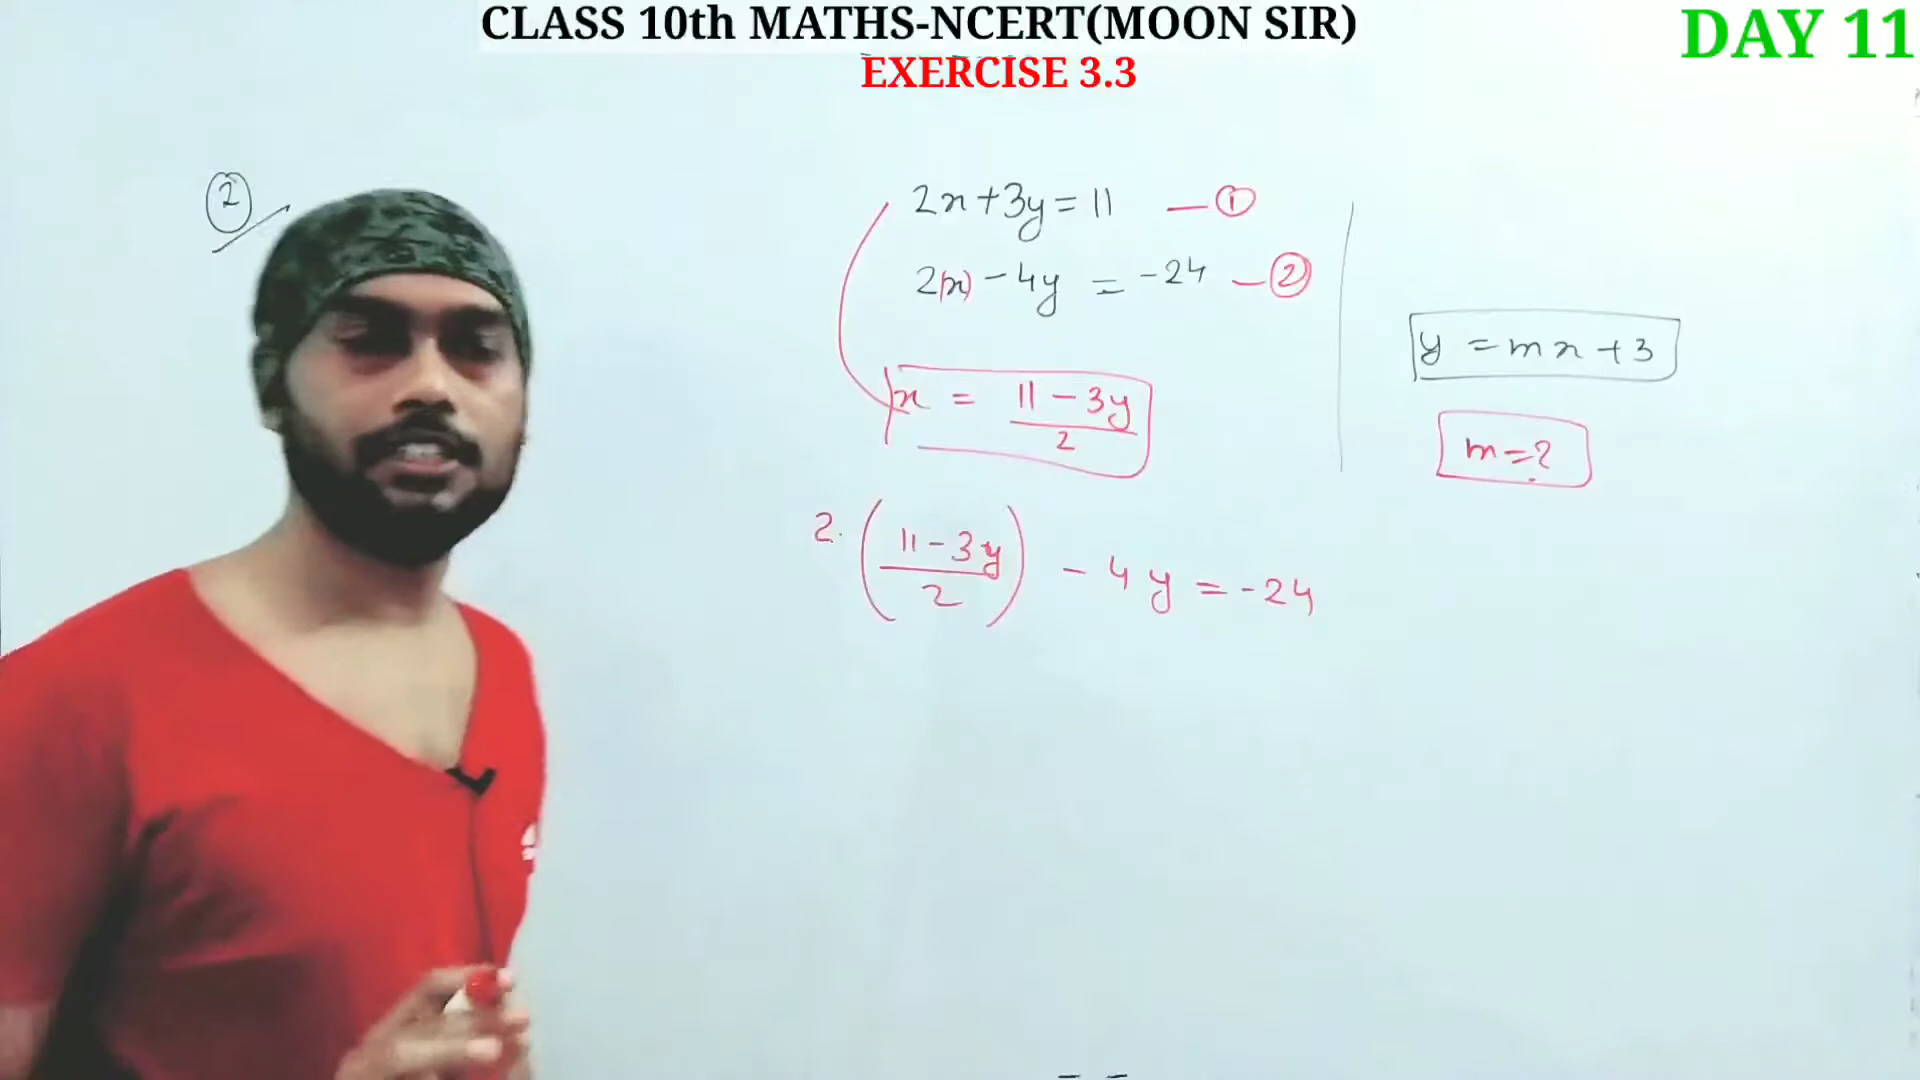 CLASS 10th MATHS-NCERT(MOON SIR)
DAY 11
EXERCISE 3.3
2
2x + 3y = 11 — 1
2(x) - 4y = -24 — 2
x = (11 - 3y)/2
2. ((11 - 3y)/2) - 4y = -24
y = mx + 3
m = ?